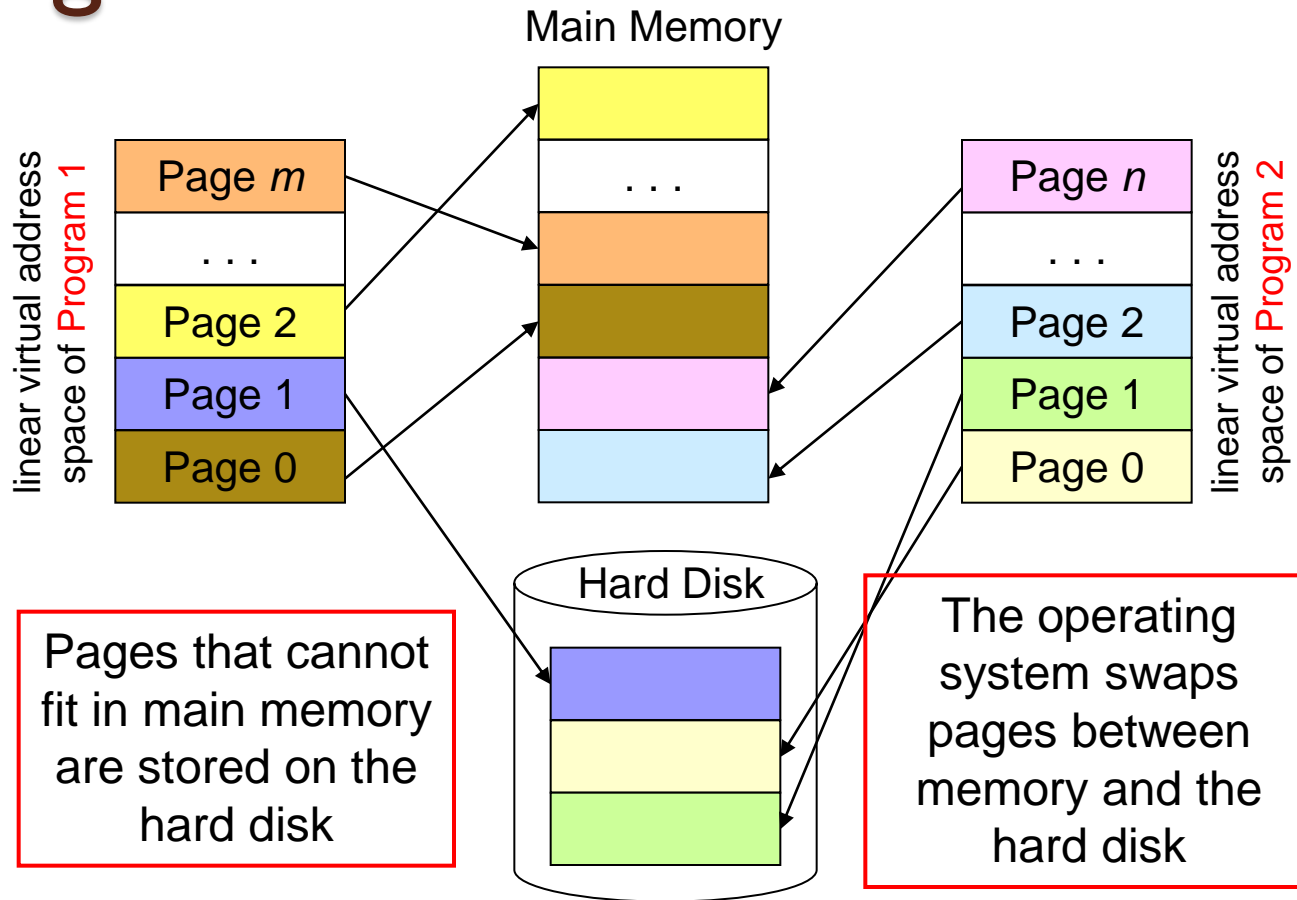 g
Main Memory
linear virtual address
space of Program 1
Page m
. . .
Page 2
Page 1
Page 0
. . .
Page n
. . .
Page 2
Page 1
Page 0
linear virtual address
space of Program 2
Hard Disk
Pages that cannot
fit in main memory
are stored on the
hard disk
The operating
system swaps
pages between
memory and the
hard disk